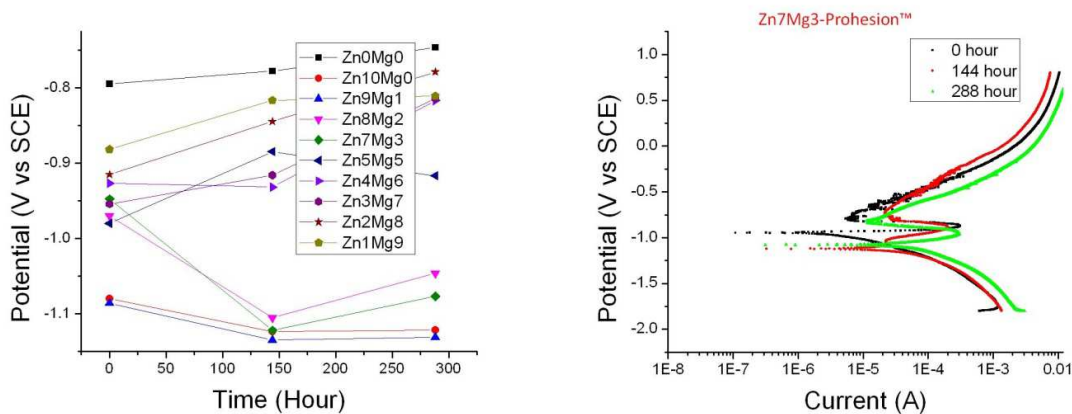 -0.8
-0.9
-1.0
-1.1
Potential (V vs SCE)
0
50
100
150
200
250
300
Time (Hour)
Zn0Mg0
Zn10Mg0
Zn9Mg1
Zn8Mg2
Zn7Mg3
Zn5Mg5
Zn4Mg6
Zn3Mg7
Zn2Mg8
Zn1Mg9
Zn7Mg3-Prohesion™
0 hour
144 hour
288 hour
1.0
0.5
0.0
-0.5
-1.0
-1.5
-2.0
Potential (V vs SCE)
1E-8
1E-7
1E-6
1E-5
1E-4
1E-3
0.01
Current (A)